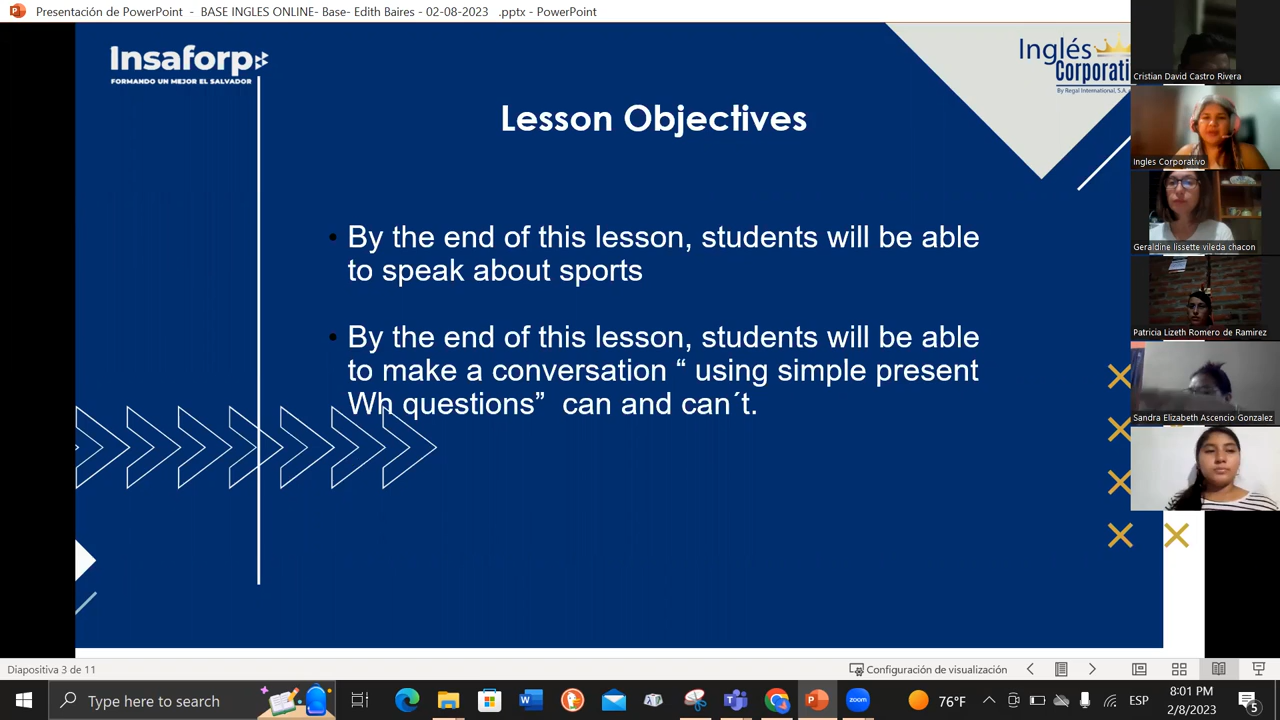 Presentación de PowerPoint - BASE INGLES ONLINE- Base- Edith Baires - 02-08-2023 .pptx - PowerPoint
Insaforp
FORMANDO UN MEJOR EL SALVADOR
Inglés
Corporati
By Regal International, S.A.
Lesson Objectives
• By the end of this lesson, students will be able
to speak about sports
• By the end of this lesson, students will be able
to make a conversation “ using simple present
Wh questions” can and can´t.
Cristian David Castro Rivera
Ingles Corporativo
Geraldine lissette vileda chacon
Patricia Lizeth Romero de Ramirez
Sandra Elizabeth Ascencio Gonzalez
Diapositiva 3 de 11
Configuración de visualización
Type here to search
zoom
76°F
ESP
8:01 PM
2/8/2023
5